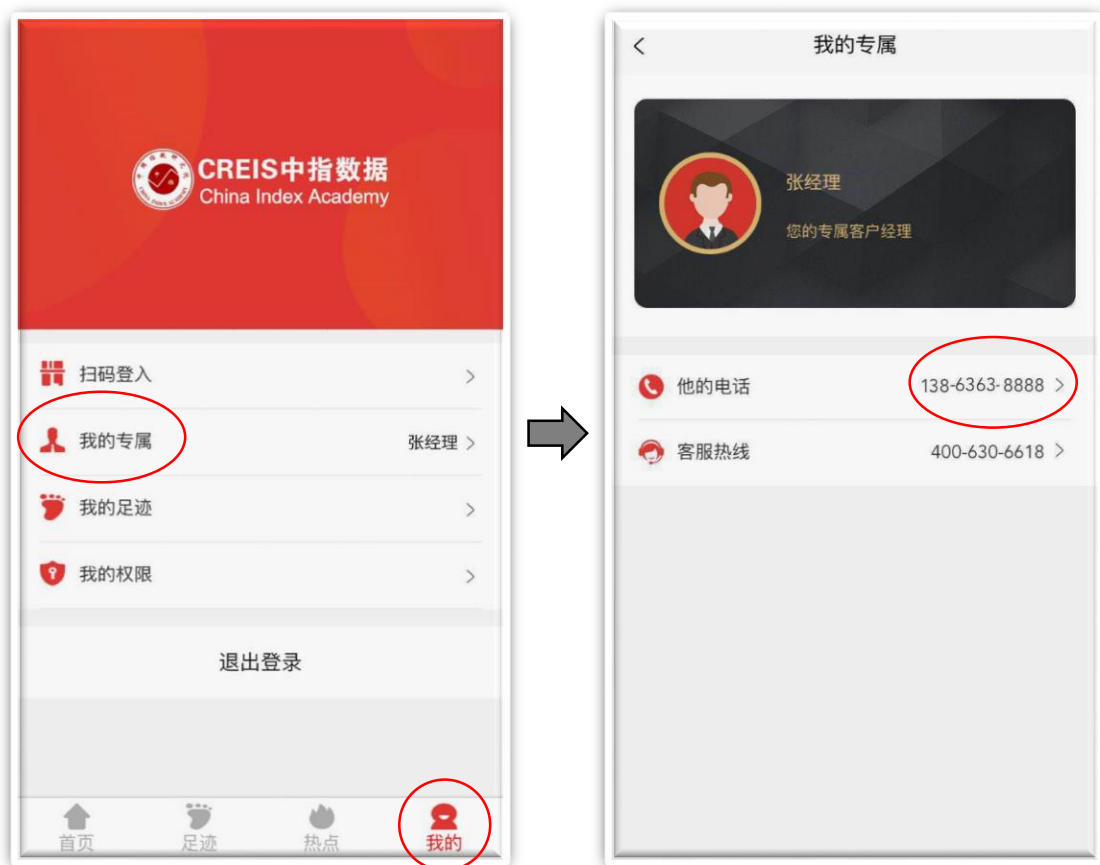 CREIS中指数据
China Index Academy
扫码登入
我的专属 张经理
我的足迹
我的权限
退出登录
首页 足迹 热点 我的
我的专属
张经理
您的专属客户经理
他的电话 138-6363-8888
客服热线 400-630-6618